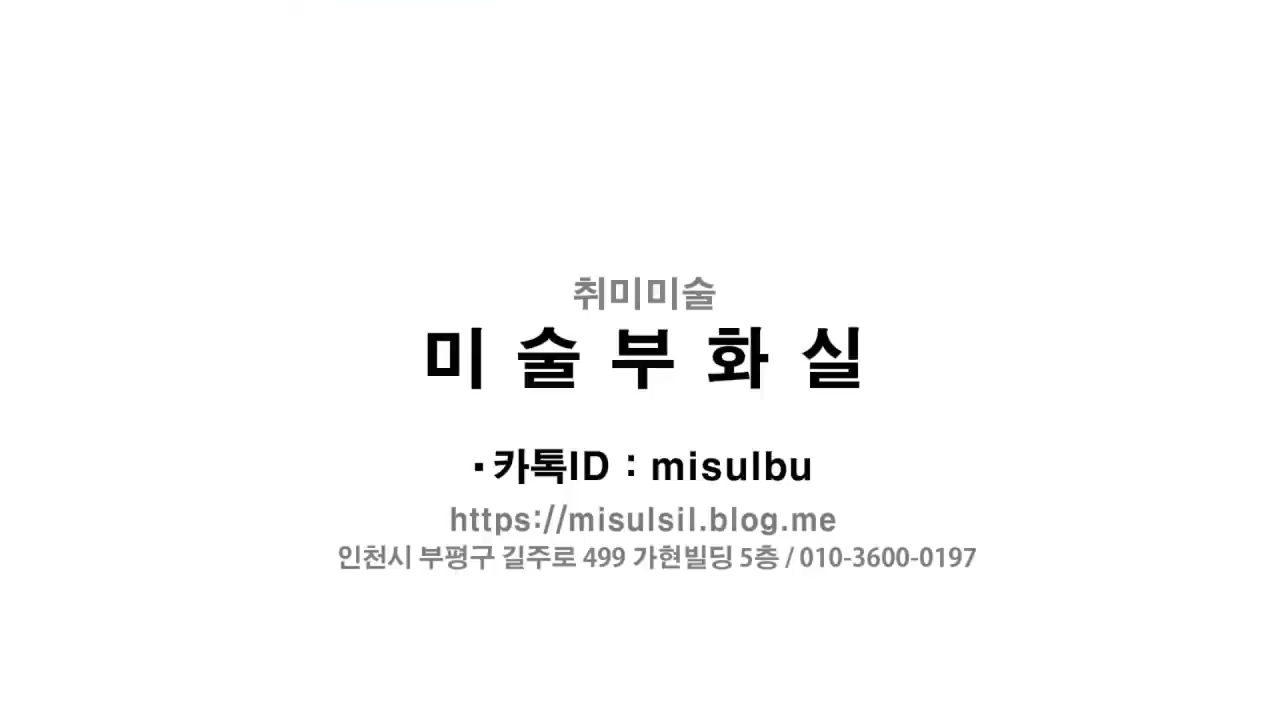 취미미술
미술부화실
▪카톡ID : misulbu
https://misulsil.blog.me
인천시 부평구 길주로 499 가현빌딩 5층 / 010-3600-0197